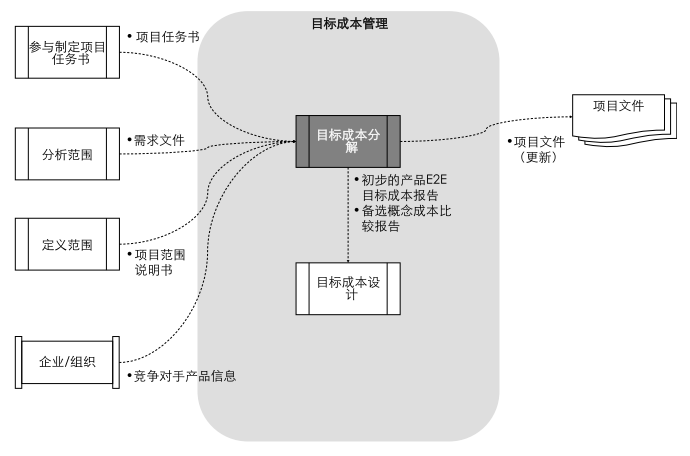 目标成本管理
参与制定项目
任务书
•项目任务书
分析范围
•需求文件
定义范围
•项目范围
说明书
企业/组织
•竞争对手产品信息
目标成本分
解
•初步的产品E2E
目标成本报告
•备选概念成本比
较报告
目标成本设
计
项目文件
•项目文件
（更新）